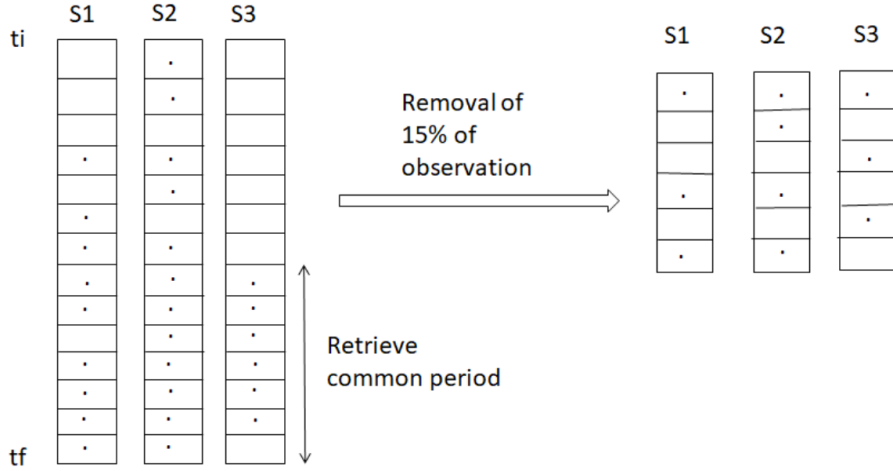 S1 S2 S3
ti
S1 S2 S3
Removal of
15% of
observation
Retrieve
common period
tf